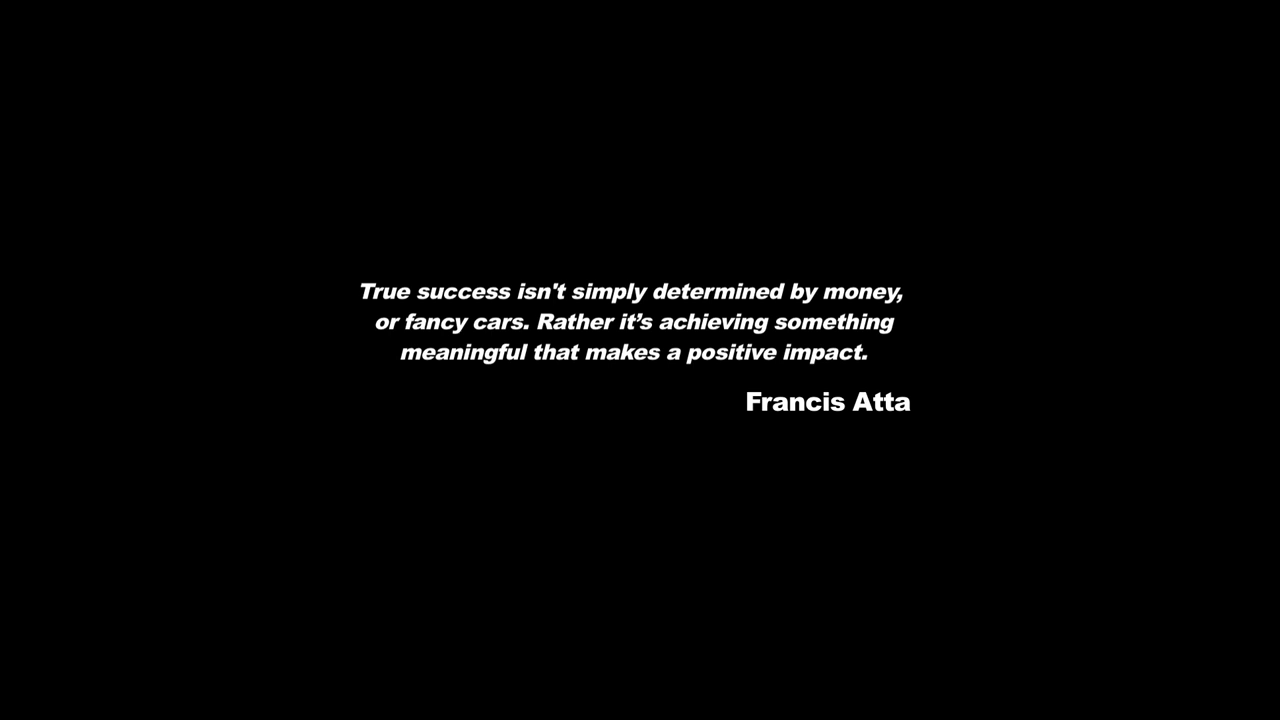 True success isn't simply determined by money,
or fancy cars. Rather it’s achieving something
meaningful that makes a positive impact.
Francis Atta